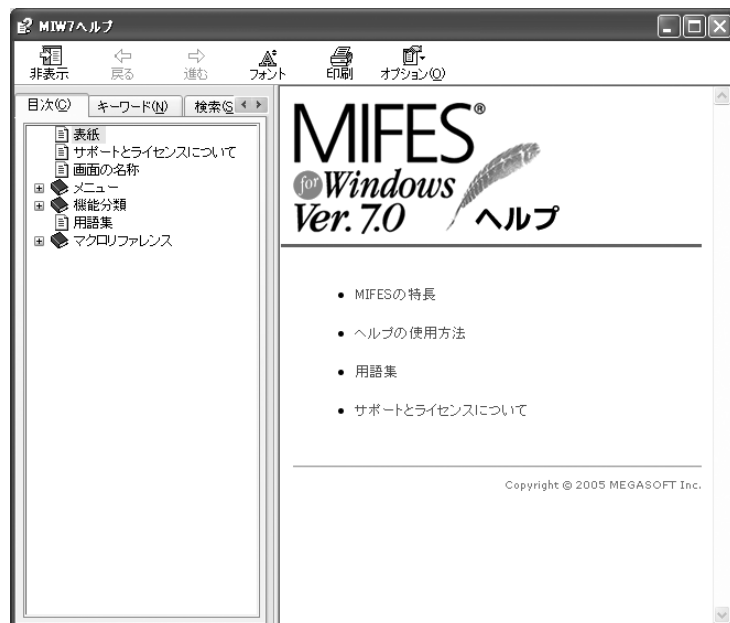 MIW7ヘルプ
非表示 戻る 進む フォント 印刷 オプション(O)
目次(C) キーワード(N) 検索(S
表紙
サポートとライセンスについて
画面の名称
メニュー
機能分類
用語集
マクロリファレンス
MIFES®
for Windows
Ver. 7.0 ヘルプ
• MIFESの特長
• ヘルプの使用方法
• 用語集
• サポートとライセンスについて
Copyright © 2005 MEGASOFT Inc.